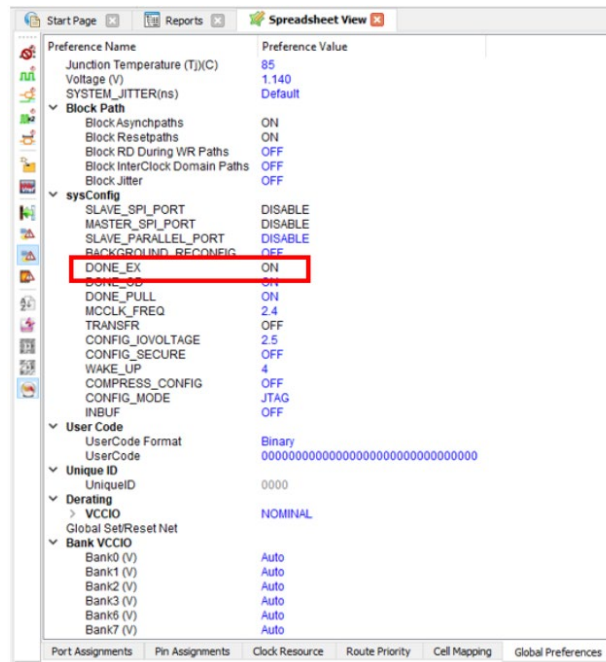 Start Page Reports Spreadsheet View
Preference Name Preference Value
Junction Temperature (Tj)(C) 85
Voltage (V) 1.140
SYSTEM_JITTER(ns) Default
Block Path
Block Asynchpaths ON
Block Resetpaths ON
Block RD During WR Paths OFF
Block InterClock Domain Paths OFF
Block Jitter OFF
sysConfig
SLAVE_SPI_PORT DISABLE
MASTER_SPI_PORT DISABLE
SLAVE_PARALLEL_PORT DISABLE
BACKGROUND_RECONFIG OFF
DONE_EX ON
DONE_OD ON
DONE_PULL ON
MCCLK_FREQ 2.4
TRANSFR OFF
CONFIG_IOVOLTAGE 2.5
CONFIG_SECURE OFF
WAKE_UP 4
COMPRESS_CONFIG OFF
CONFIG_MODE JTAG
INBUF OFF
User Code
UserCode Format Binary
UserCode 00000000000000000000000000000000
Unique ID
UniqueID 0000
Derating
VCCIO NOMINAL
Global Set/Reset Net
Bank VCCIO
Bank0 (V) Auto
Bank1 (V) Auto
Bank2 (V) Auto
Bank3 (V) Auto
Bank6 (V) Auto
Bank7 (V) Auto
Port Assignments Pin Assignments Clock Resource Route Priority Cell Mapping Global Preferences